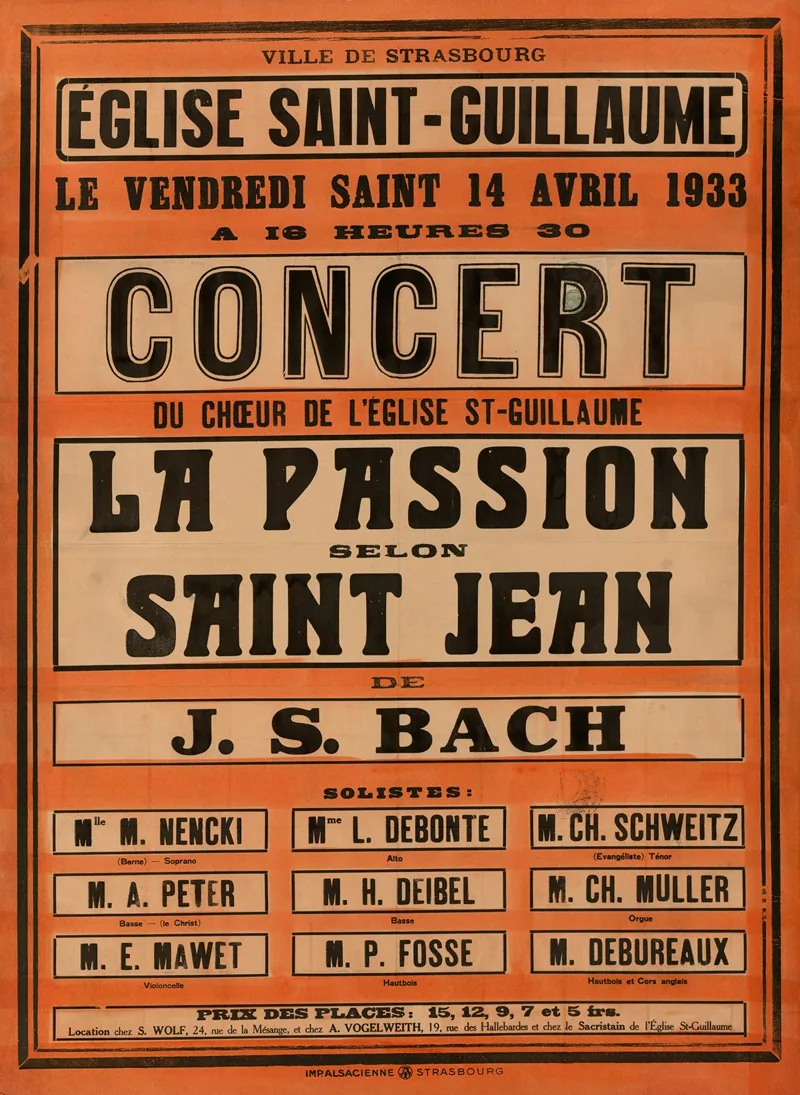 VILLE DE STRASBOURG
ÉGLISE SAINT-GUILLAUME
LE VENDREDI SAINT 14 AVRIL 1933
A 16 HEURES 30
CONCERT
DU CHŒUR DE L'ÉGLISE ST-GUILLAUME
LA PASSION
SELON
SAINT JEAN
DE
J. S. BACH
SOLISTES:
Mlle M. NENCKI
(Berne) — Soprano
Mme L. DEBONTE
Alto
M. CH. SCHWEITZ
(Evangéliste) Ténor
M. A. PETER
Basse — (le Christ)
M. H. DEIBEL
Basse
M. CH. MULLER
Orgue
M. E. MAWET
Violoncelle
M. P. FOSSE
Hautbois
M. DEBUREAUX
Hautbois et Cors anglais
PRIX DES PLACES: 15, 12, 9, 7 et 5 frs.
Location chez S. WOLF, 24, rue de la Mésange, et chez A. VOGELWEITH, 19, rue des Hallebardes et chez le Sacristain de l'Église St-Guillaume
IMP. ALSACIENNE STRASBOURG